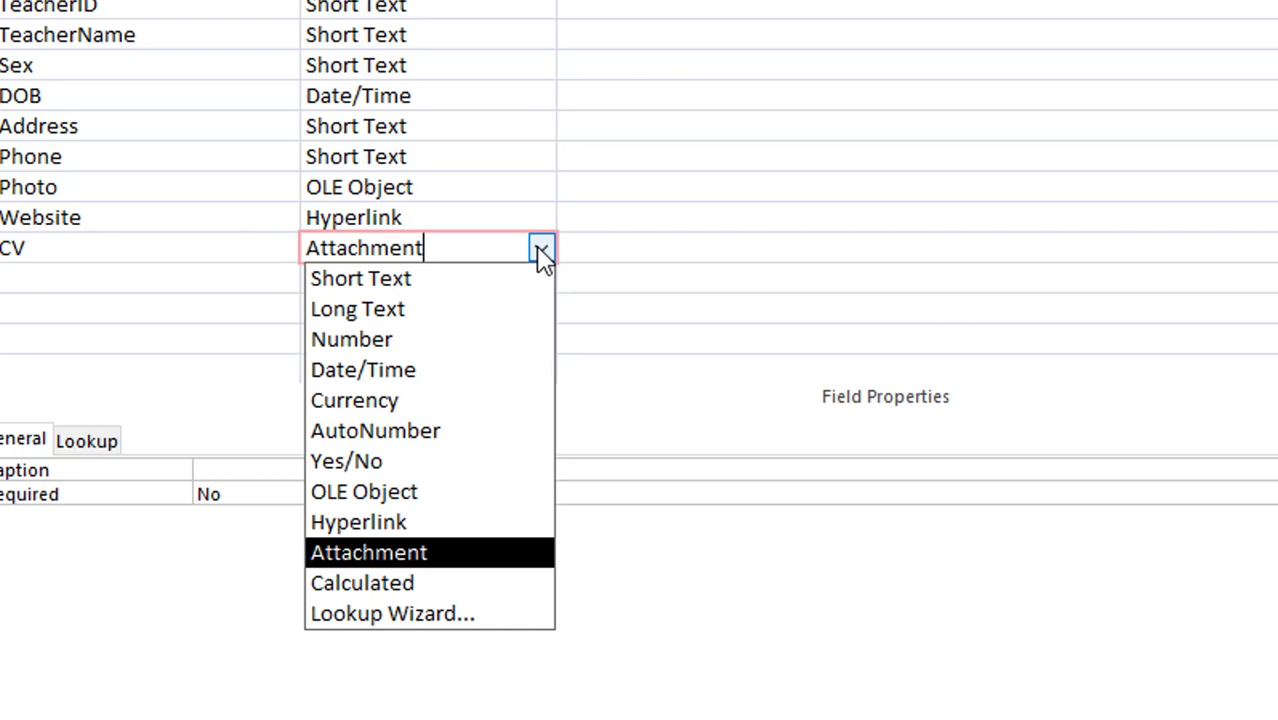 TeacherID Short Text
TeacherName Short Text
Sex Short Text
DOB Date/Time
Address Short Text
Phone Short Text
Photo OLE Object
Website Hyperlink
CV Attachment
Short Text
Long Text
Number
Date/Time
Currency
AutoNumber
Yes/No
OLE Object
Hyperlink
Attachment
Calculated
Lookup Wizard...
Field Properties
eneral Lookup
aption
equired No